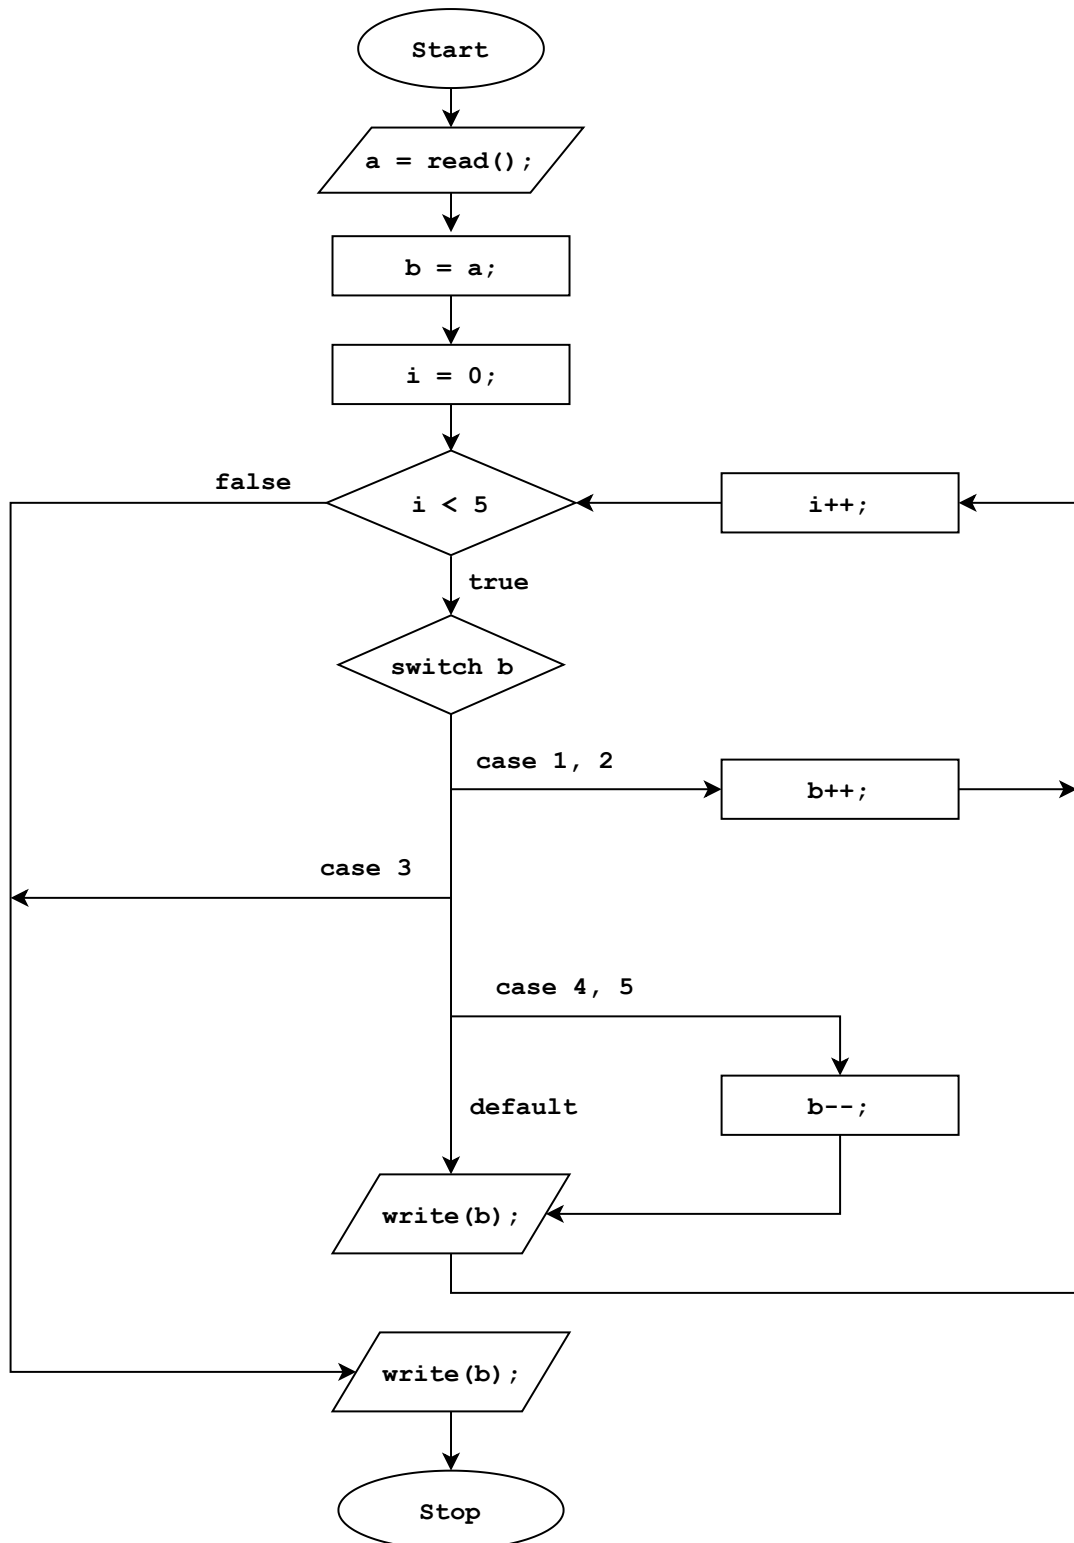 Start
a = read();
b = a;
i = 0;
false
i < 5
i++;
true
switch b
case 1, 2
b++;
case 3
case 4, 5
default
b--;
write(b);
write(b);
Stop